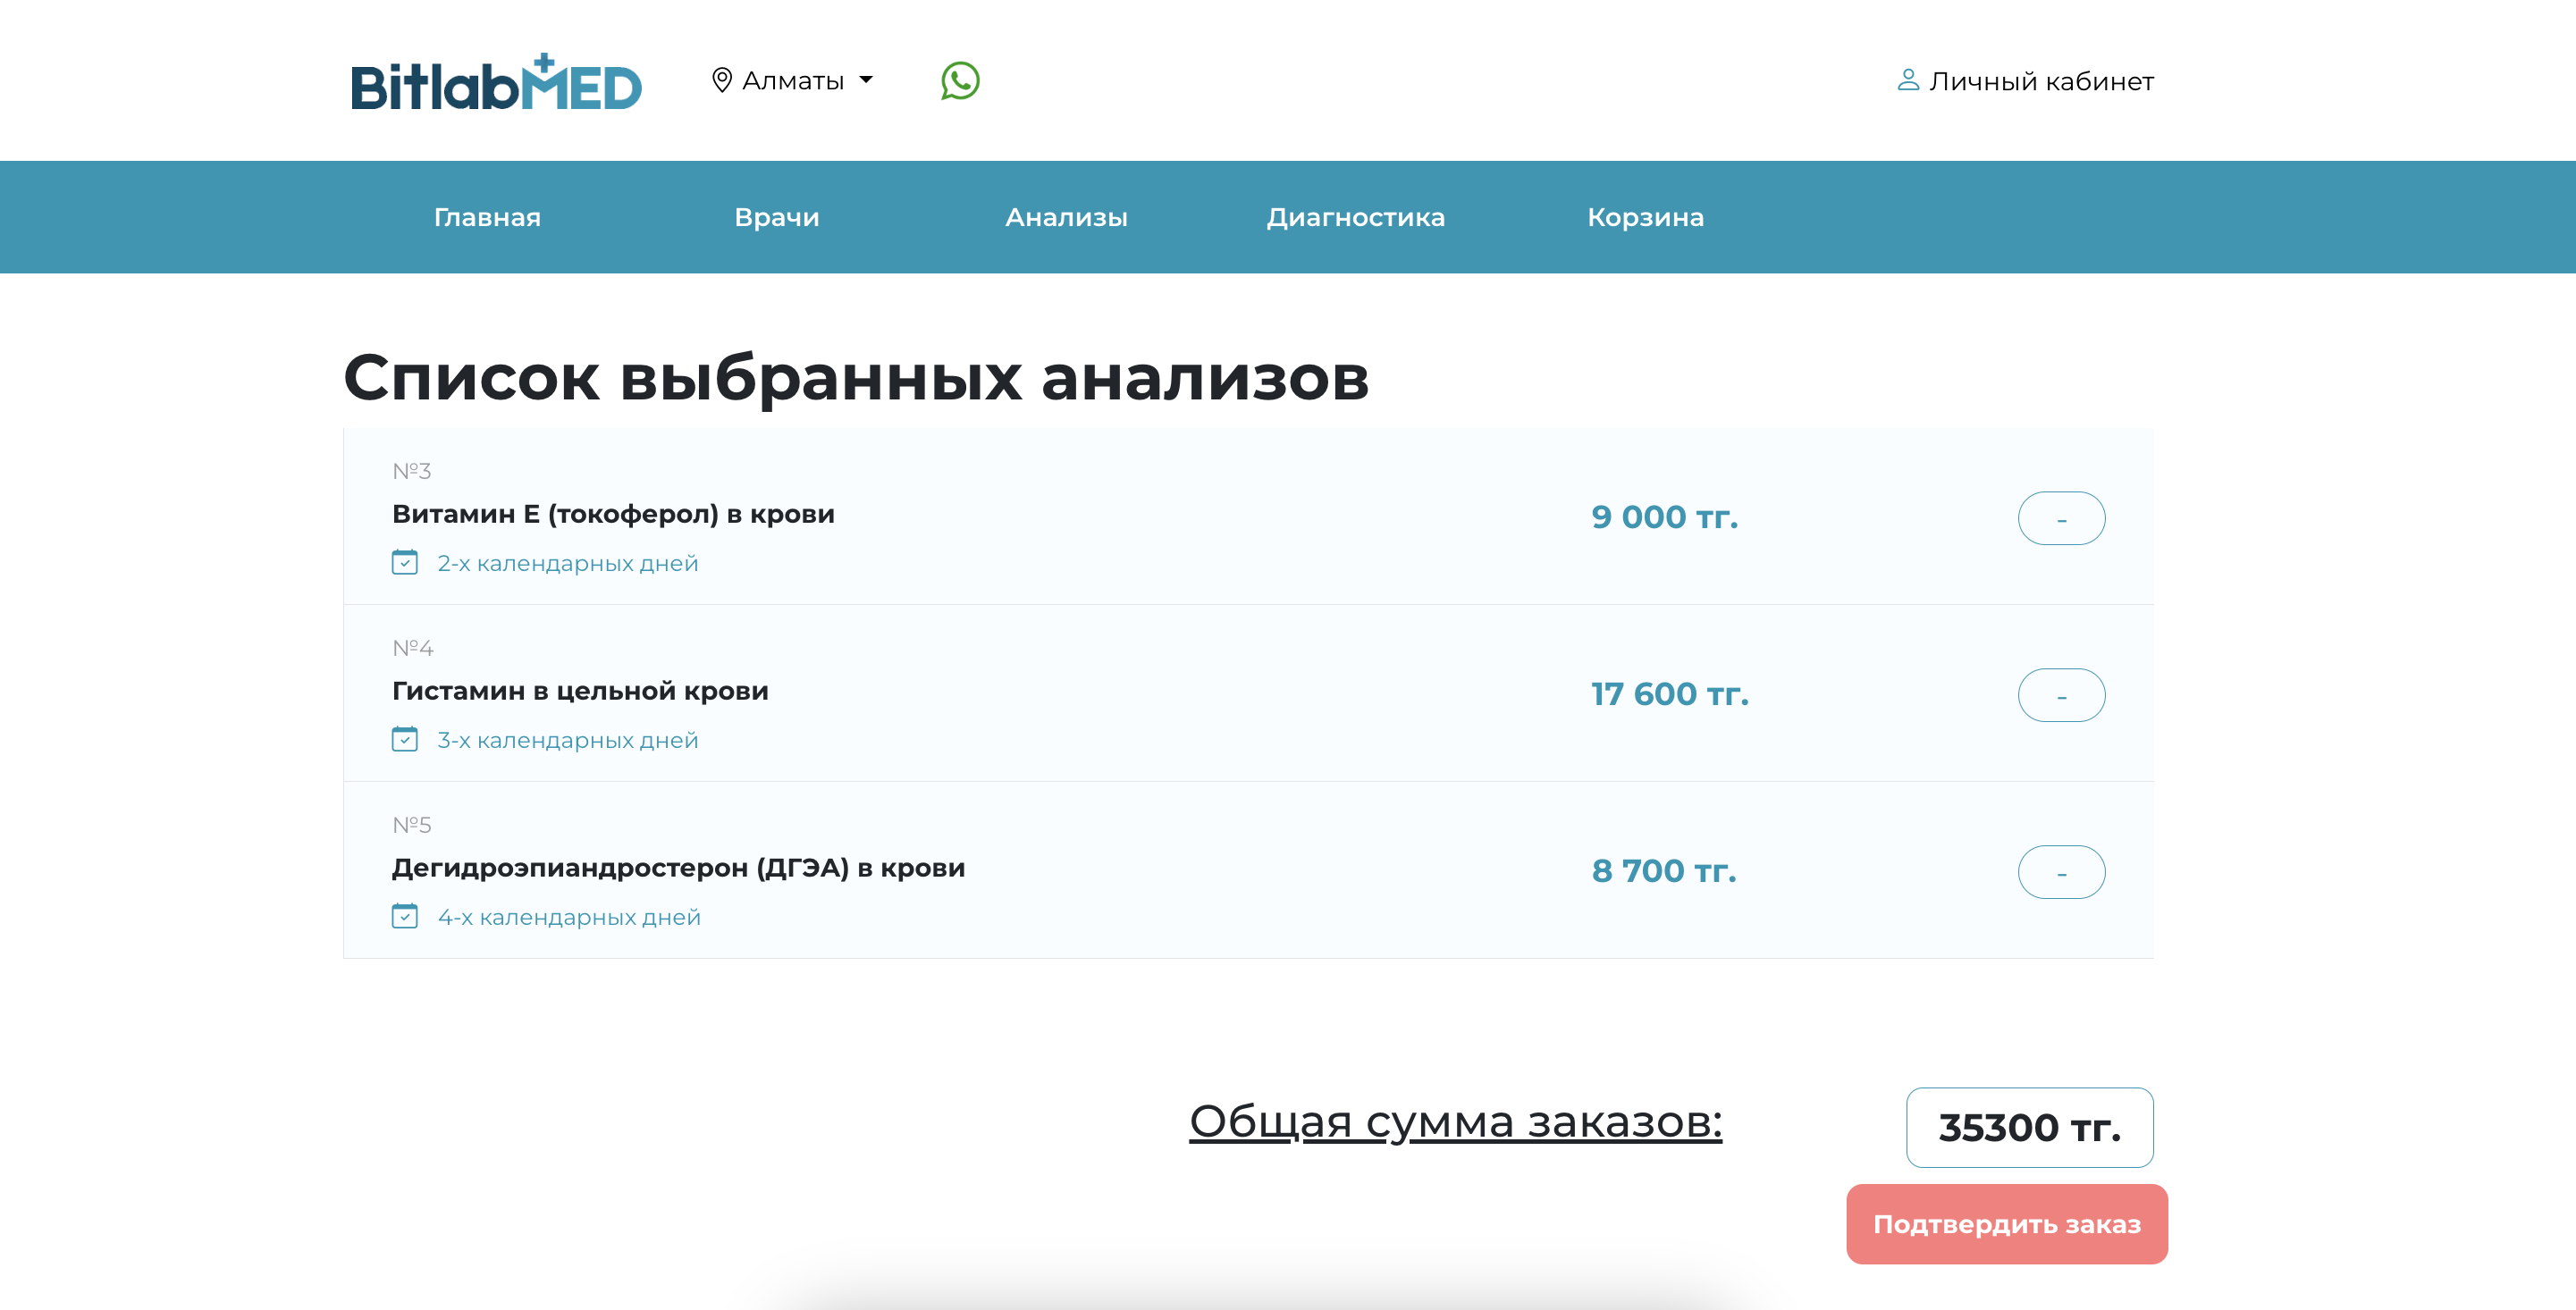 BitlabMED
Алматы
Личный кабинет
Главная
Врачи
Анализы
Диагностика
Корзина
Список выбранных анализов
№3
Витамин Е (токоферол) в крови
9 000 тг.
-
2-х календарных дней
№4
Гистамин в цельной крови
17 600 тг.
-
3-х календарных дней
№5
Дегидроэпиандростерон (ДГЭА) в крови
8 700 тг.
-
4-х календарных дней
Общая сумма заказов:
35300 тг.
Подтвердить заказ